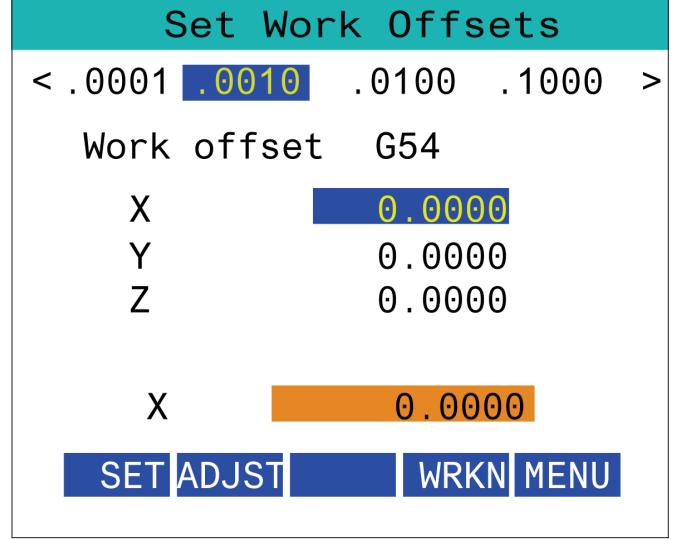 Set Work Offsets
< .0001 .0010 .0100 .1000 >
Work offset G54
X 0.0000
Y 0.0000
Z 0.0000
X 0.0000
SET ADJST WRKN MENU